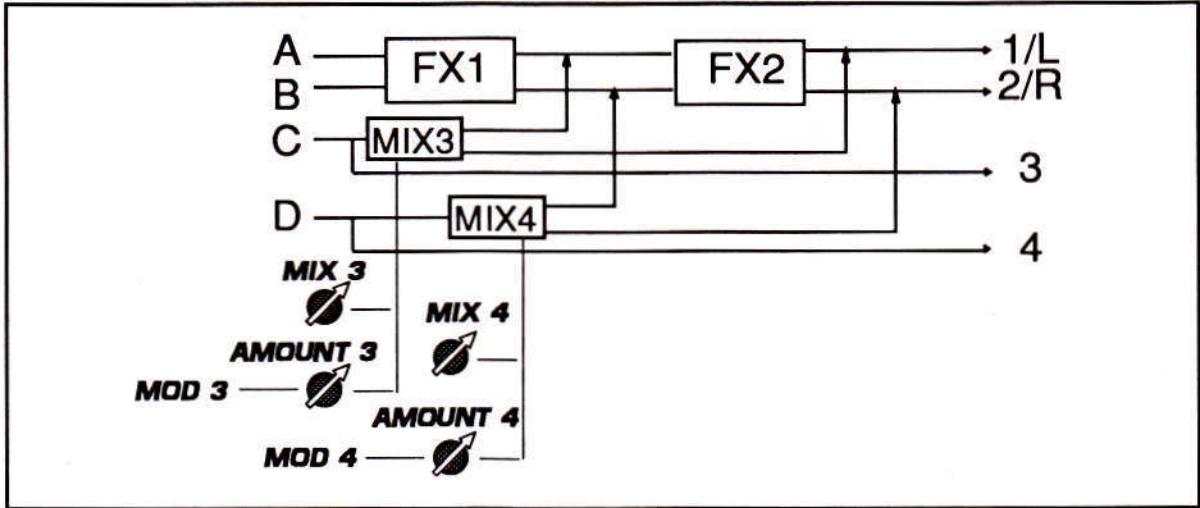 A
B
C
D
FX1
FX2
MIX3
MIX4
1/L
2/R
3
4
MIX 3
MIX 4
AMOUNT 3
MOD 3
AMOUNT 4
MOD 4